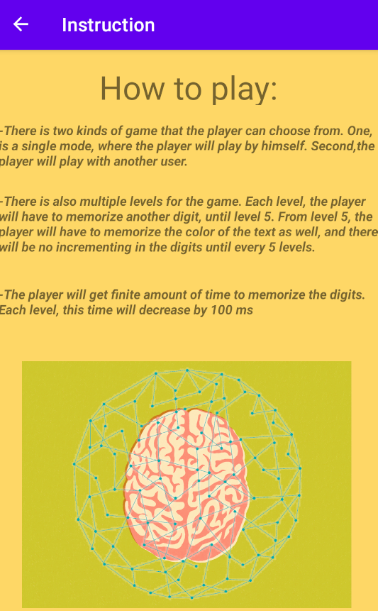 Instruction
How to play:
-There is two kinds of game that the player can choose from. One,
is a single mode, where the player will play by himself. Second,the
player will play with another user.
-There is also multiple levels for the game. Each level, the player
will have to memorize another digit, until level 5. From level 5, the
player will have to memorize the color of the text as well, and there
will be no incrementing in the digits until every 5 levels.
-The player will get finite amount of time to memorize the digits.
Each level, this time will decrease by 100 ms